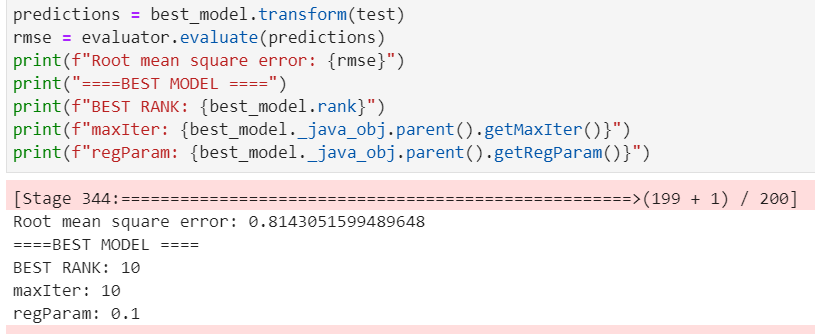 predictions = best_model.transform(test)
rmse = evaluator.evaluate(predictions)
print(f"Root mean square error: {rmse}")
print("====BEST MODEL ====")
print(f"BEST RANK: {best_model.rank}")
print(f"maxIter: {best_model._java_obj.parent().getMaxIter()}")
print(f"regParam: {best_model._java_obj.parent().getRegParam()}")
[Stage 344:====================================================>(199 + 1) / 200]
Root mean square error: 0.8143051599489648
====BEST MODEL ====
BEST RANK: 10
maxIter: 10
regParam: 0.1